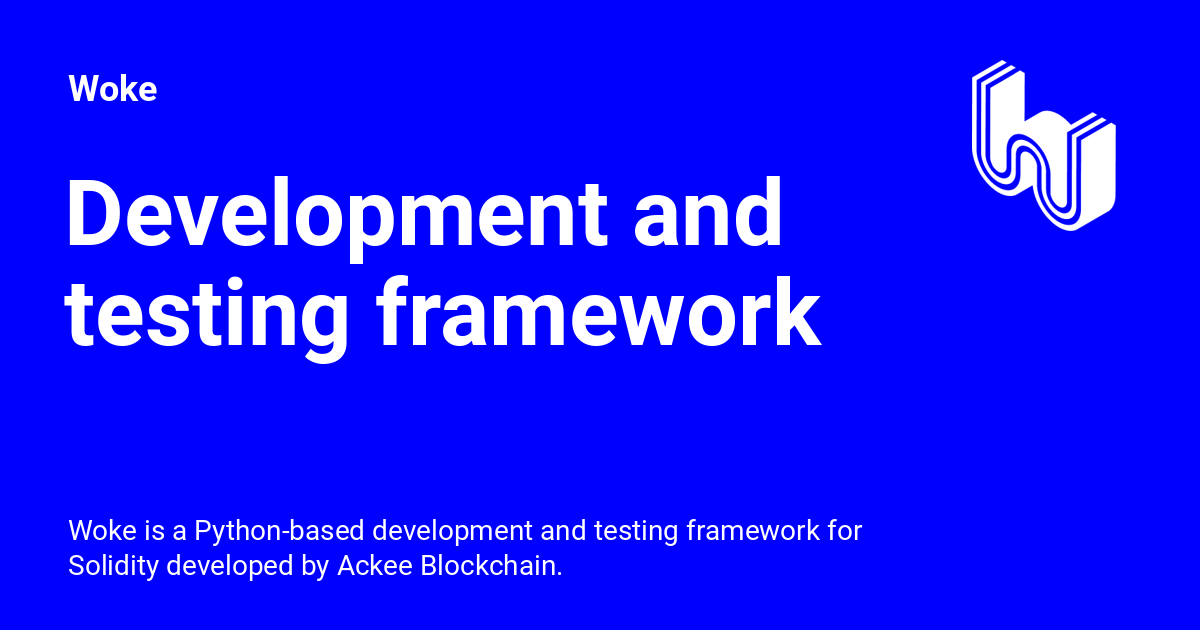 Woke
Development and
testing framework
Woke is a Python-based development and testing framework for
Solidity developed by Ackee Blockchain.